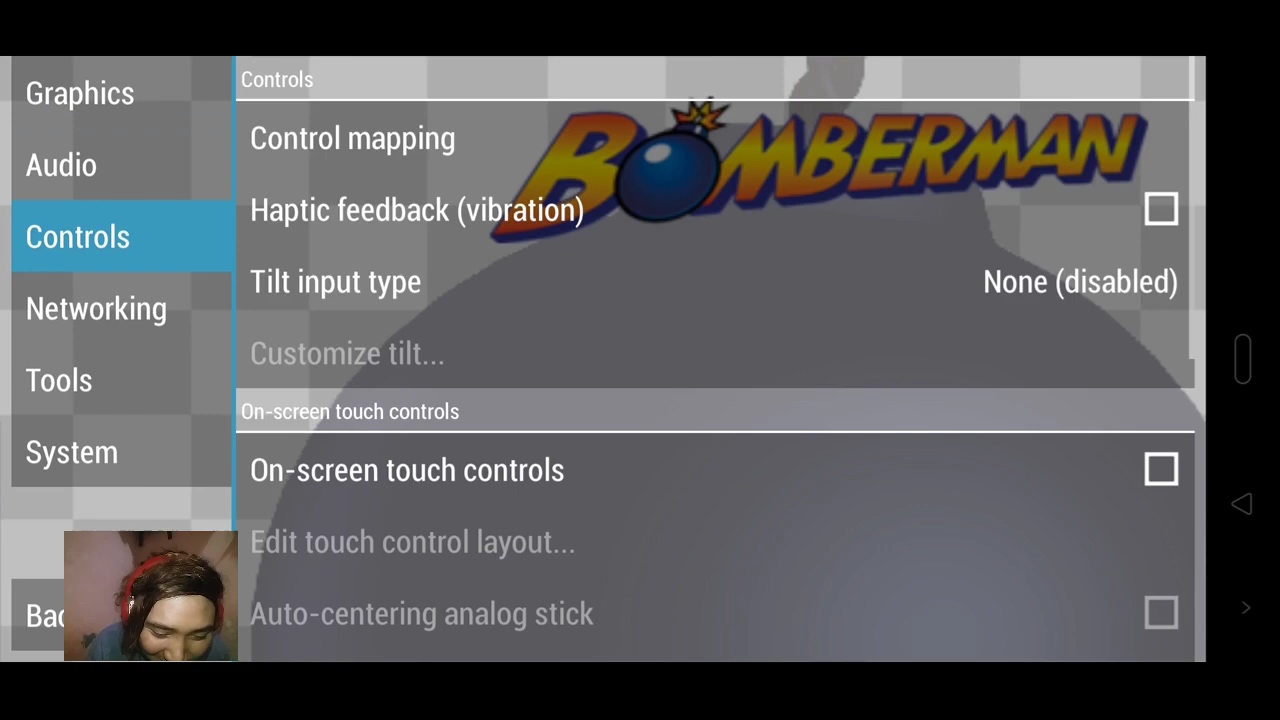 Graphics
Audio
Controls
Networking
Tools
System
Controls
BOMBERMAN
Control mapping
Haptic feedback (vibration)
Tilt input type
None (disabled)
Customize tilt...
On-screen touch controls
On-screen touch controls
Edit touch control layout...
Auto-centering analog stick